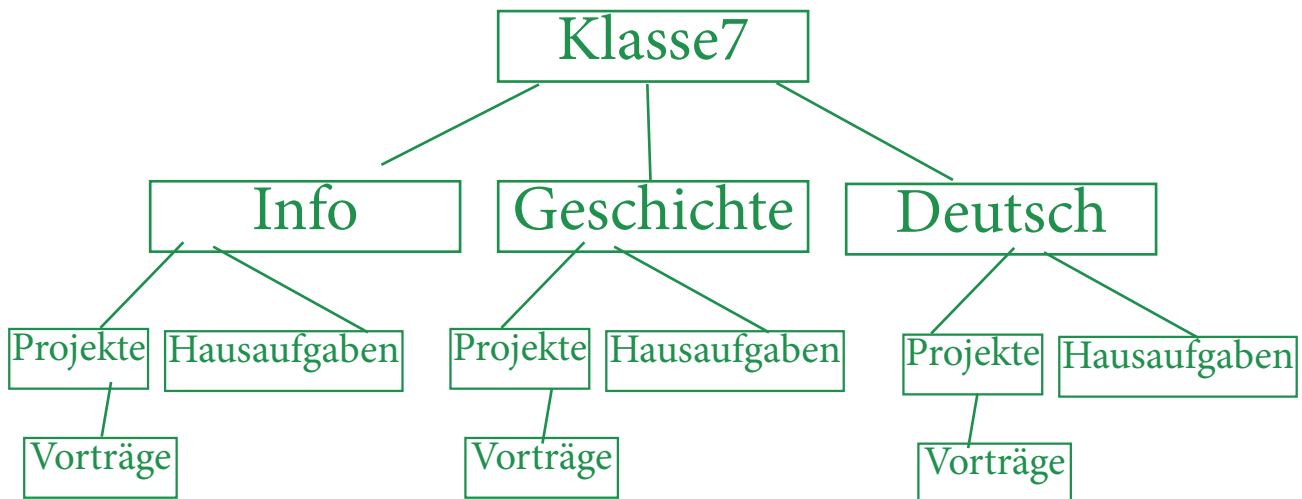 Klasse7
Info
Geschichte
Deutsch
Projekte
Hausaufgaben
Projekte
Hausaufgaben
Projekte
Hausaufgaben
Vorträge
Vorträge
Vorträge